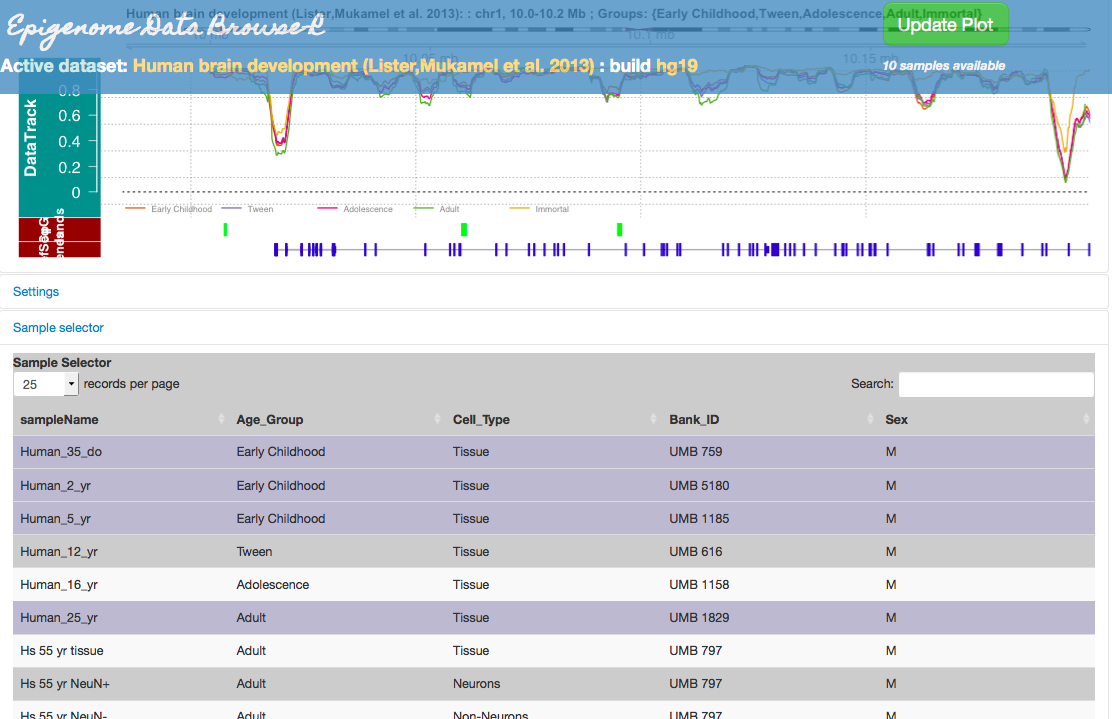 Human brain development (Lister,Mukamel et al. 2013): : chr1, 10.0-10.2 Mb ; Groups: {Early Childhood,Tween,Adolescence,Adult,Immortal}
Epigenome Data Browse-R
Update Plot
10.1 mb
10.05 mb
10.15 mb
Active dataset: Human brain development (Lister,Mukamel et al. 2013) : build hg19
10 samples available
DataTrack
0.8
0.6
0.4
0.2
0
Early Childhood
Tween
Adolescence
Adult
Immortal
Settings
Sample selector
Sample Selector
25 records per page
Search:
sampleName Age_Group Cell_Type Bank_ID Sex
Human_35_do Early Childhood Tissue UMB 759 M
Human_2_yr Early Childhood Tissue UMB 5180 M
Human_5_yr Early Childhood Tissue UMB 1185 M
Human_12_yr Tween Tissue UMB 616 M
Human_16_yr Adolescence Tissue UMB 1158 M
Human_25_yr Adult Tissue UMB 1829 M
Hs 55 yr tissue Adult Tissue UMB 797 M
Hs 55 yr NeuN+ Adult Neurons UMB 797 M
Hs 55 yr NeuN- Adult Non-Neurons UMB 797 M